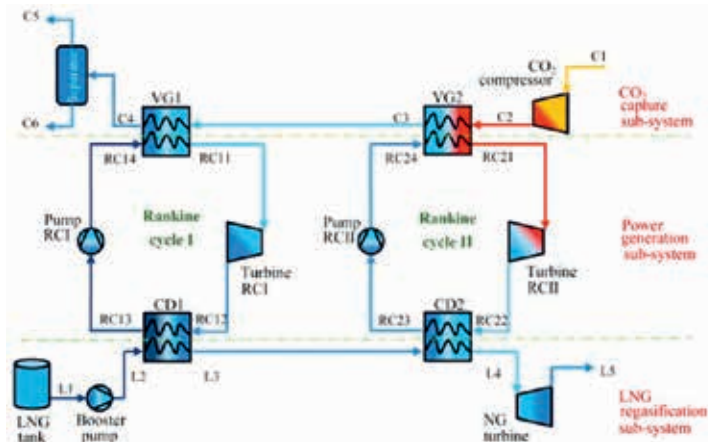 C5
C1
CO2
compressor
VG1
VG2
Separator
C4
C3
C2
CO2
capture
sub-system
C6
RC14
RC11
RC24
RC21
Pump
RCI
Rankine
cycle I
Pump
RCII
Rankine
cycle II
Power
generation
sub-system
Turbine
RCI
Turbine
RCII
CD1
CD2
RC13
RC12
RC23
RC22
L1
L2
L3
L4
L5
LNG
tank
Booster
pump
NG
turbine
LNG
regasification
sub-system